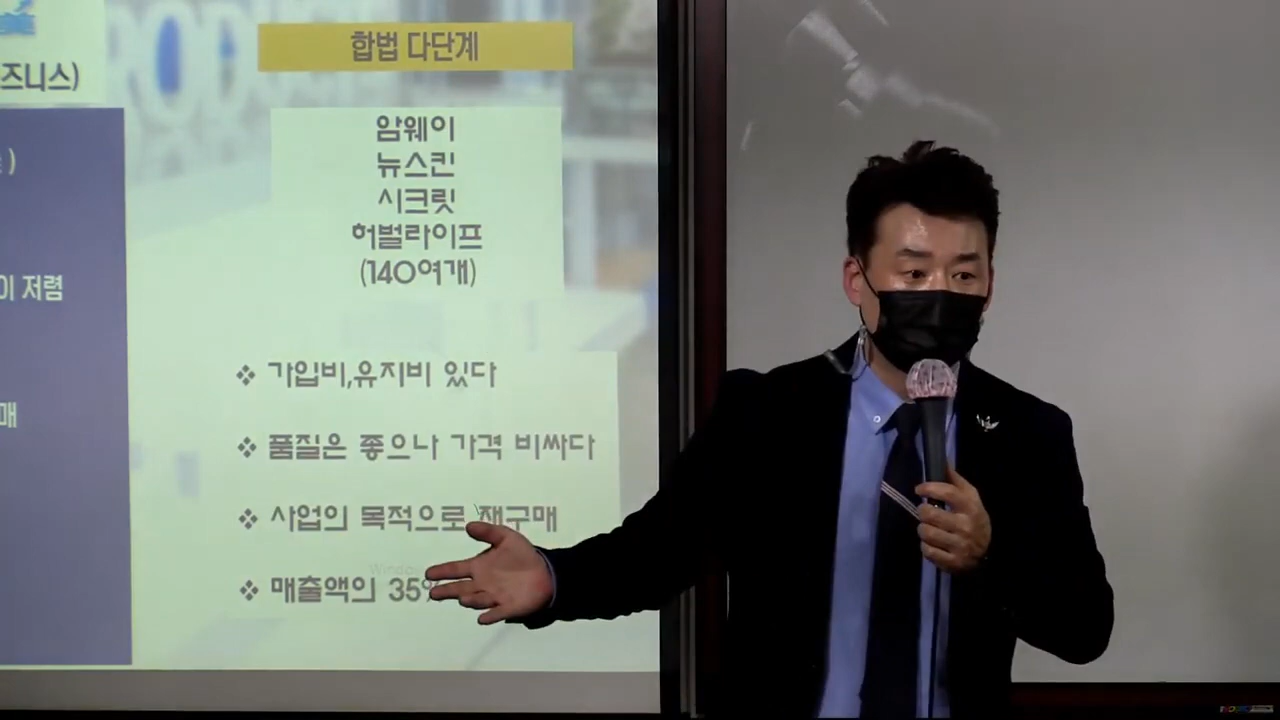 즈니스)
)
이 저렴
매
합법 다단계
암웨이
뉴스킨
시크릿
허벌라이프
(140여개)
❖ 가입비,유지비 있다
❖ 품질은 좋으나 가격 비싸다
❖ 사업의 목적으로 재구매
❖ 매출액의 35%